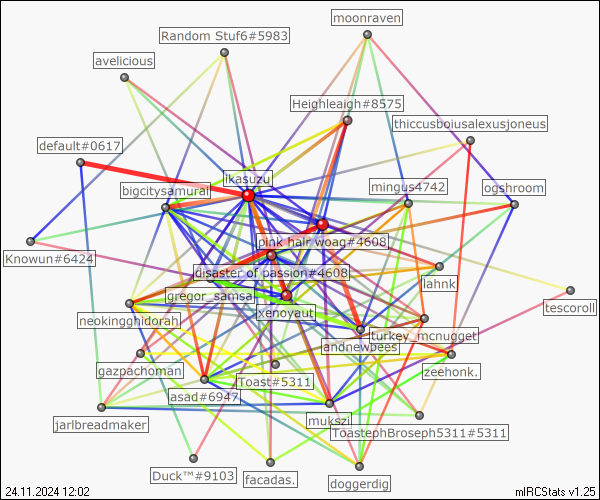 moonraven
Random Stuf6#5983
avelicious
Heighleaigh#8575
thiccusboiusalexusjoneus
default#0617
ikasuzu
bigcitysamurai
mingus4742
ogshroom
pink hair woag#4608
Knowun#6424
disaster of passion#4608
lahnk
gregor_samsai
tescoroll
xenoyaut
neokingghidorah
turkey_mcnugget
andnewbees
gazpachoman
zeehonk.
Toast#5311
asad#6947
mukszi
jarlbreadmaker
ToastephBroseph5311#5311
Duck™#9103
facadas.
doggerdig
24.11.2024 12:02
mIRCStats v1.25